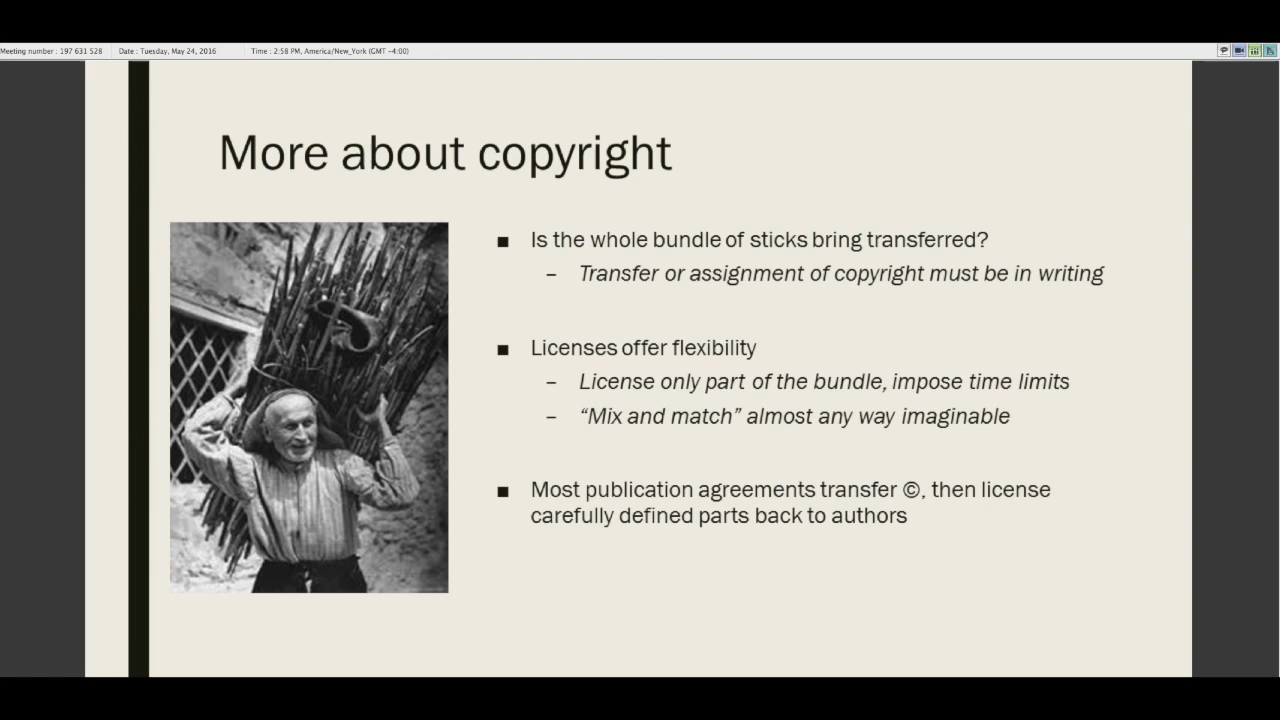 Meeting number : 197 631 528 Date : Tuesday, May 24, 2016 Time : 2:58 PM, America/New_York (GMT -4:00)
More about copyright
■ Is the whole bundle of sticks bring transferred?
– Transfer or assignment of copyright must be in writing
■ Licenses offer flexibility
– License only part of the bundle, impose time limits
– “Mix and match” almost any way imaginable
■ Most publication agreements transfer ©, then license
carefully defined parts back to authors